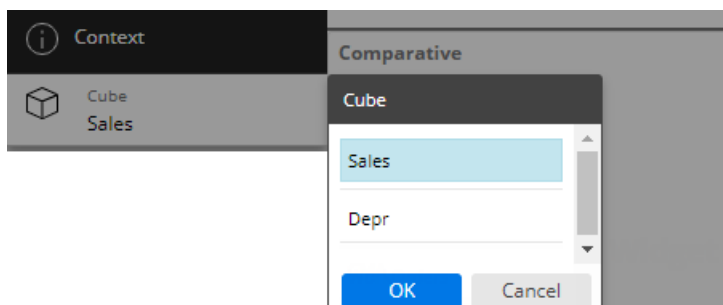 Context
Cube
Sales
Comparative
Cube
Sales
Depr
OK
Cancel